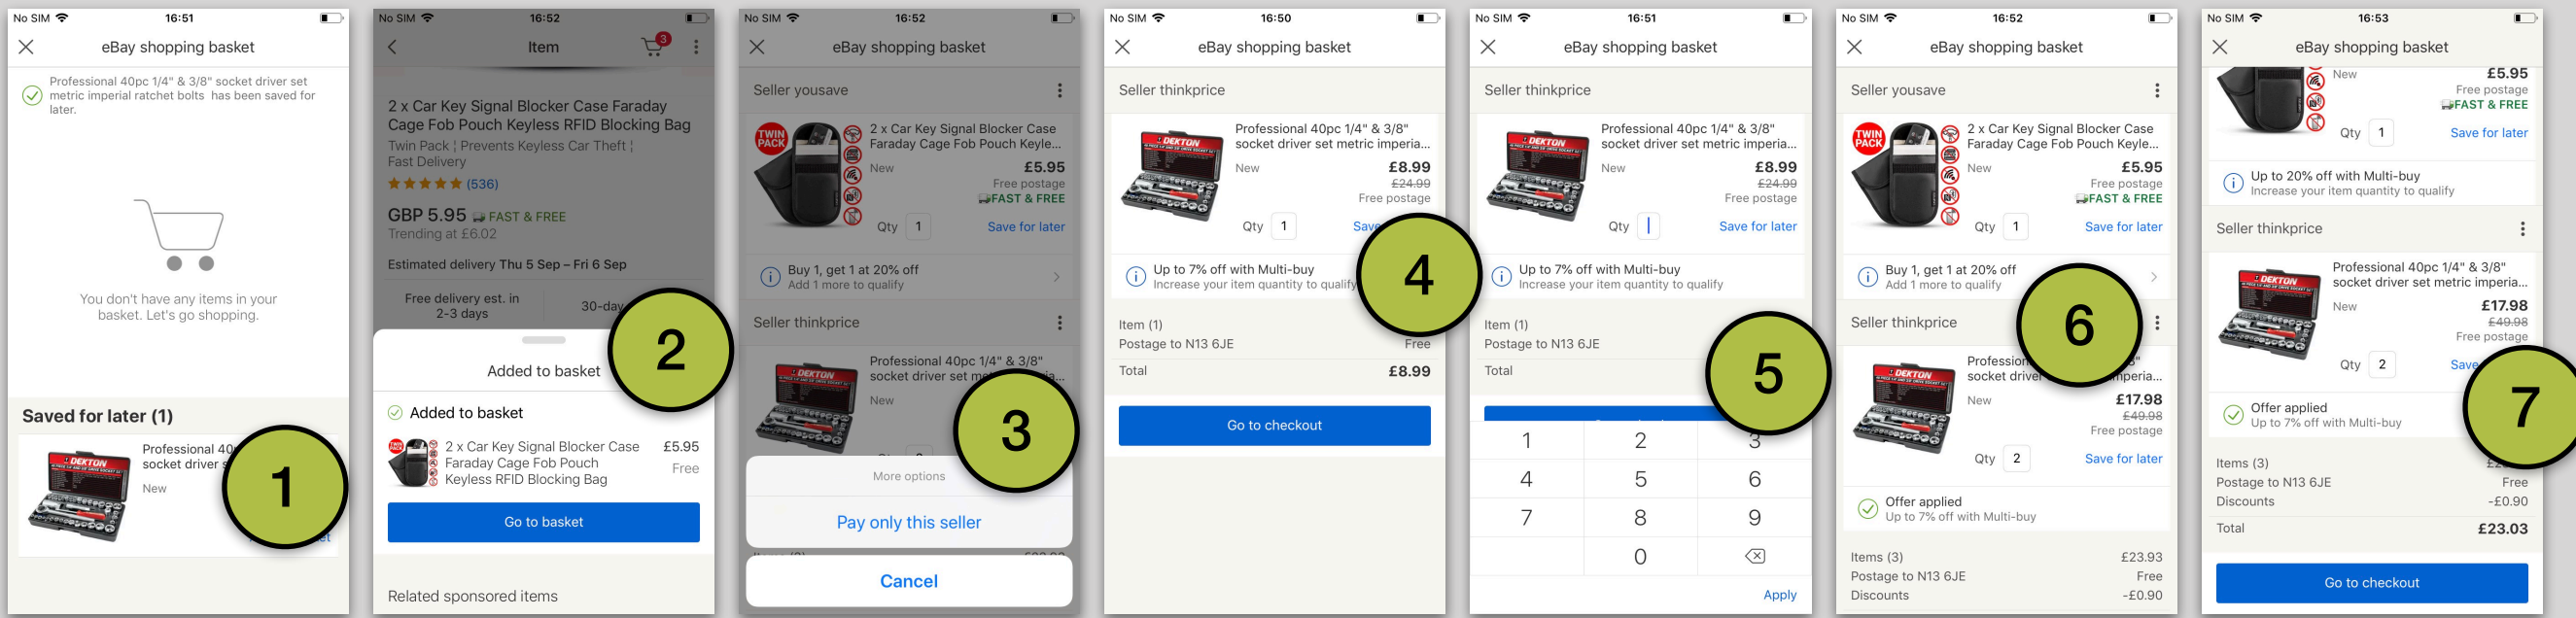 No SIM 16:51
eBay shopping basket
Professional 40pc 1/4" & 3/8" socket driver set
metric imperial ratchet bolts has been saved for
later.
You don't have any items in your
basket. Let's go shopping.
Saved for later (1)
Professional 40
socket driver s
New
DEKTON
1
No SIM 16:52
Item
3
2 x Car Key Signal Blocker Case Faraday
Cage Fob Pouch Keyless RFID Blocking Bag
Twin Pack ¦ Prevents Keyless Car Theft ¦
Fast Delivery
(536)
GBP 5.95 FAST & FREE
Trending at £6.02
Estimated delivery Thu 5 Sep – Fri 6 Sep
Free delivery est. in
2-3 days
30-day
2
Added to basket
Added to basket
2 x Car Key Signal Blocker Case £5.95
Faraday Cage Fob Pouch Free
Keyless RFID Blocking Bag
Go to basket
Related sponsored items
No SIM 16:52
eBay shopping basket
Seller yousave
TWIN
PACK
2 x Car Key Signal Blocker Case
Faraday Cage Fob Pouch Keyle...
New £5.95
Free postage
FAST & FREE
Qty 1 Save for later
Buy 1, get 1 at 20% off
Add 1 more to qualify
Seller thinkprice
Professional 40pc 1/4" & 3/8"
socket driver set
New
DEKTON
3
More options
Pay only this seller
Cancel
No SIM 16:50
eBay shopping basket
Seller thinkprice
DEKTON
Professional 40pc 1/4" & 3/8"
socket driver set metric imperia...
New £8.99
£24.99
Free postage
Qty 1 Save
4
Up to 7% off with Multi-buy
Increase your item quantity to qualify
Item (1)
Postage to N13 6JE Free
Total £8.99
Go to checkout
No SIM 16:51
eBay shopping basket
Seller thinkprice
DEKTON
Professional 40pc 1/4" & 3/8"
socket driver set metric imperia...
New £8.99
£24.99
Free postage
Qty Save for later
Up to 7% off with Multi-buy
Increase your item quantity to qualify
Item (1)
Postage to N13 6JE
Total
5
1 2 3
4 5 6
7 8 9
0
Apply
No SIM 16:52
eBay shopping basket
Seller yousave
TWIN
PACK
2 x Car Key Signal Blocker Case
Faraday Cage Fob Pouch Keyle...
New £5.95
Free postage
FAST & FREE
Qty 1 Save for later
Buy 1, get 1 at 20% off
Add 1 more to qualify
6
Seller thinkprice
DEKTON
Profession
socket driver mperia...
New £17.98
£49.98
Free postage
Qty 2 Save for later
Offer applied
Up to 7% off with Multi-buy
Items (3) £23.93
Postage to N13 6JE Free
Discounts -£0.90
No SIM 16:53
eBay shopping basket
New £5.95
Free postage
FAST & FREE
Qty 1 Save for later
Up to 20% off with Multi-buy
Increase your item quantity to qualify
Seller thinkprice
DEKTON
Professional 40pc 1/4" & 3/8"
socket driver set metric imperia...
New £17.98
£49.98
Free postage
Qty 2 Save
7
Offer applied
Up to 7% off with Multi-buy
Items (3)
Postage to N13 6JE Free
Discounts -£0.90
Total £23.03
Go to checkout